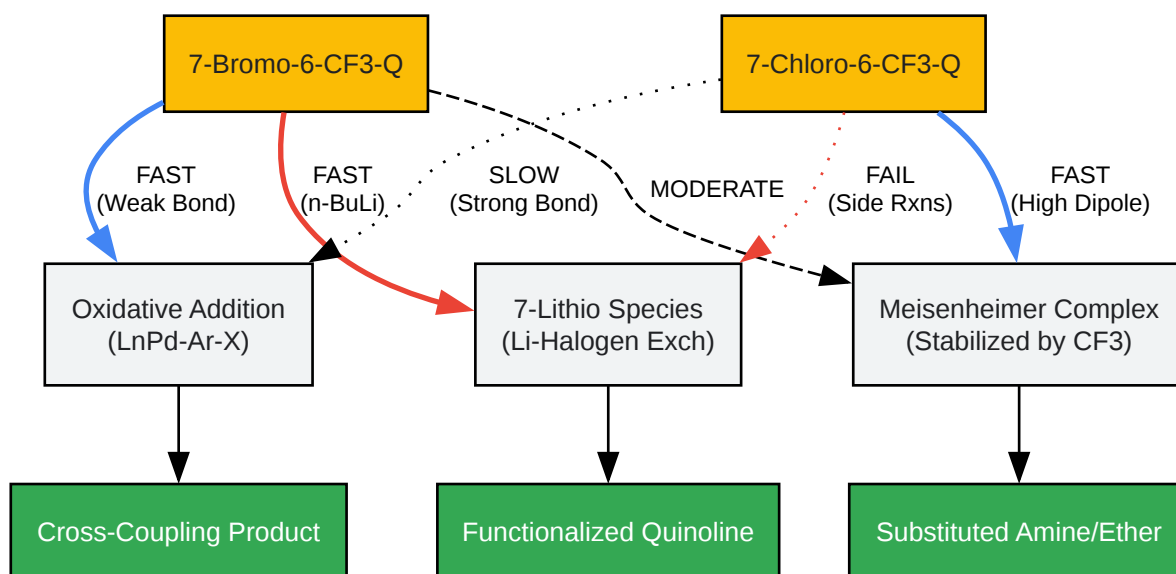 7-Bromo-6-CF3-Q
7-Chloro-6-CF3-Q
FAST
(Weak Bond)
FAST
(n-BuLi)
SLOW
(Strong Bond)
MODERATE
FAIL
(Side Rxns)
FAST
(High Dipole)
Oxidative Addition
(LnPd-Ar-X)
7-Lithio Species
(Li-Halogen Exch)
Meisenheimer Complex
(Stabilized by CF3)
Cross-Coupling Product
Functionalized Quinoline
Substituted Amine/Ether